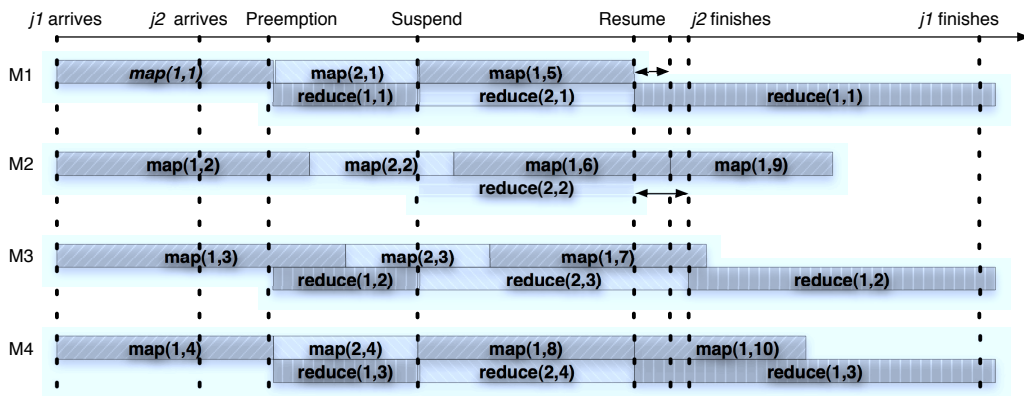 j1 arrives j2 arrives Preemption Suspend Resume j2 finishes j1 finishes
M1 map(1,1) map(2,1) map(1,5)
reduce(1,1) reduce(2,1) reduce(1,1)
M2 map(1,2) map(2,2) map(1,6) map(1,9)
reduce(2,2)
M3 map(1,3) map(2,3) map(1,7)
reduce(1,2) reduce(2,3) reduce(1,2)
M4 map(1,4) map(2,4) map(1,8) map(1,10)
reduce(1,3) reduce(2,4) reduce(1,3)